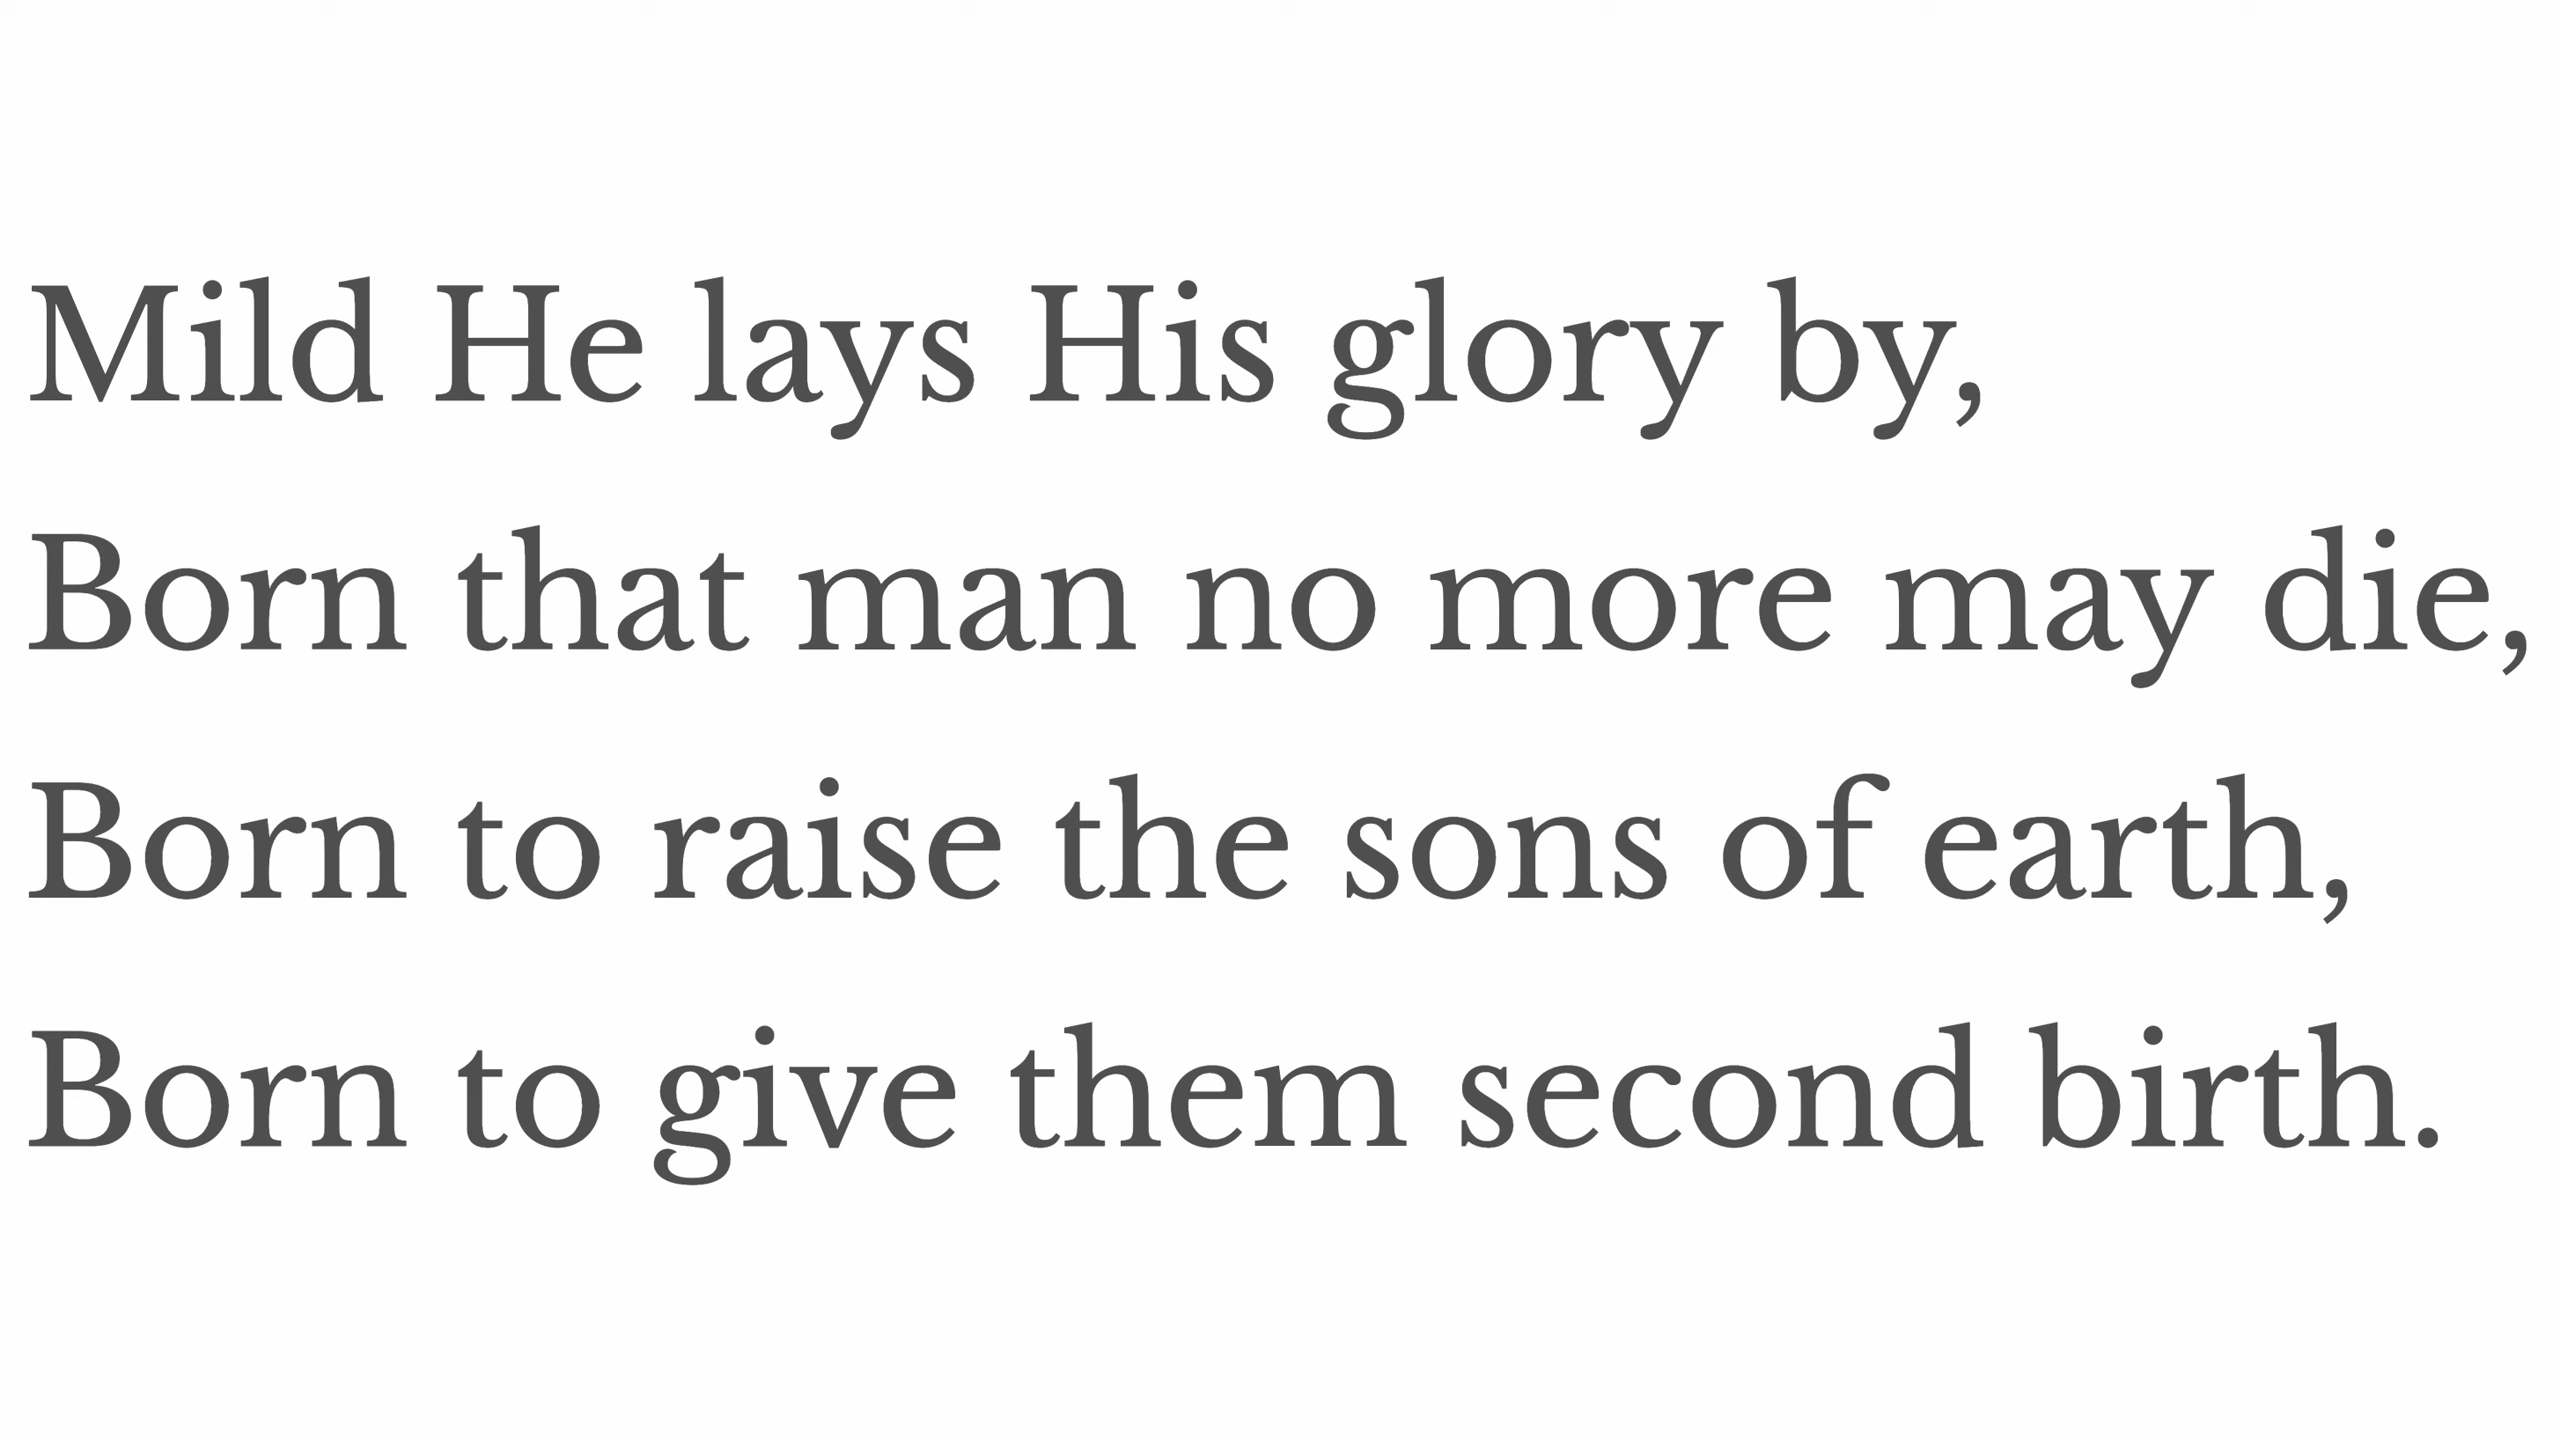 Mild He lays His glory by,
Born that man no more may die,
Born to raise the sons of earth,
Born to give them second birth.